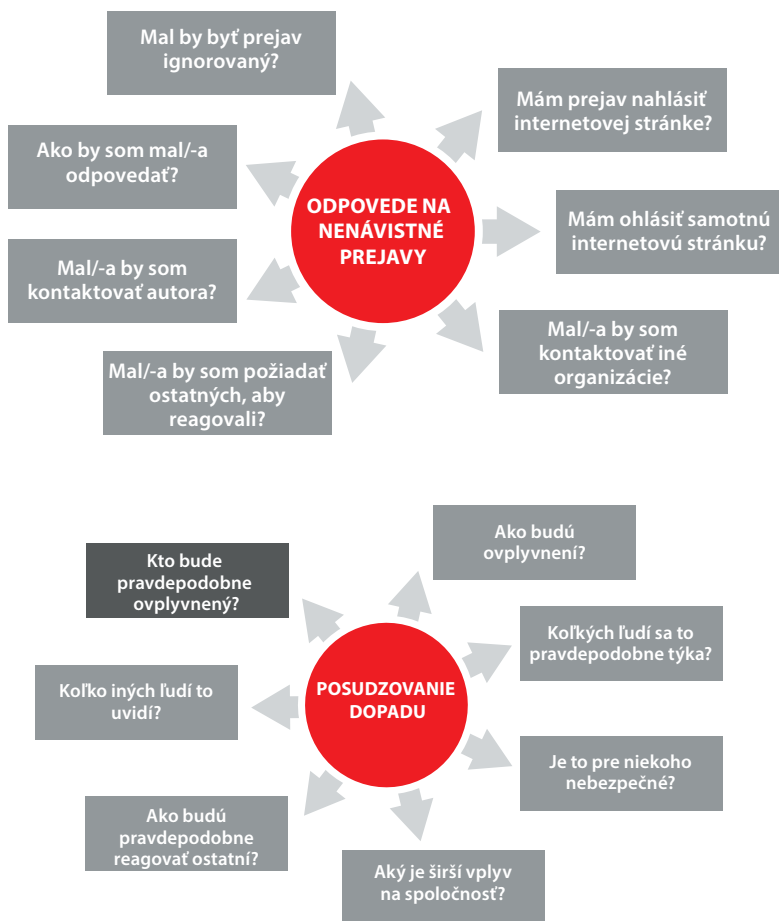 Mal by byť prejav
ignorovaný?
Mám prejav nahlásiť
internetovej stránke?
Ako by som mal/-a
odpovedať?
ODPOVEDE NA
NENÁVISTNÉ
PREJAVY
Mám ohlásiť samotnú
internetovú stránku?
Mal/-a by som
kontaktovať autora?
Mal/-a by som
kontaktovať iné
organizácie?
Mal/-a by som požiadať
ostatných, aby
reagovali?
Ako budú
ovplyvnení?
Kto bude
pravdepodobne
ovplyvnený?
Koľkých ľudí sa to
pravdepodobne týka?
Koľko iných ľudí to
uvidí?
POSUDZOVANIE
DOPADU
Je to pre niekoho
nebezpečné?
Ako budú
pravdepodobne
reagovať ostatní?
Aký je širší vplyv
na spoločnosť?